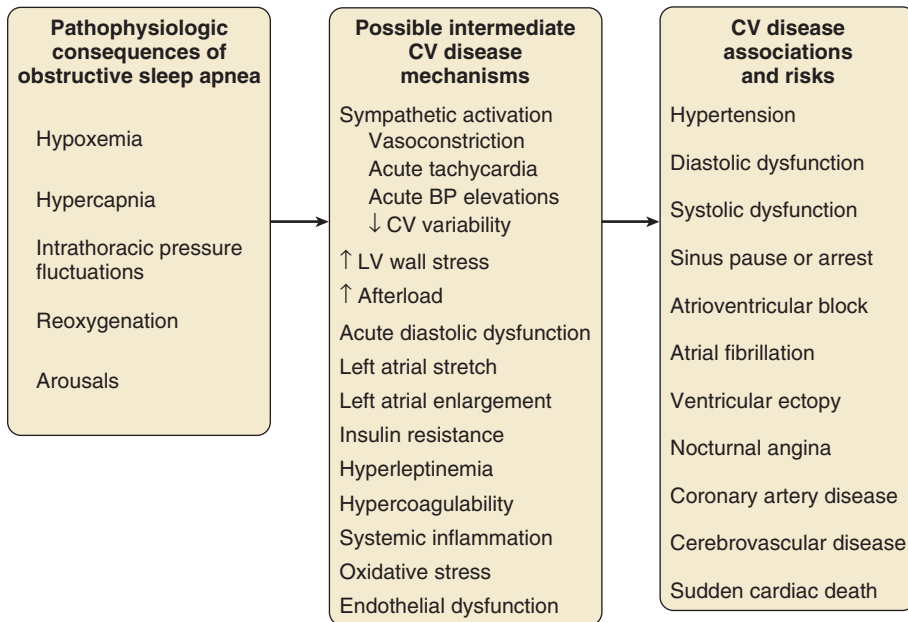 Pathophysiologic
consequences of
obstructive sleep apnea
Hypoxemia
Hypercapnia
Intrathoracic pressure
fluctuations
Reoxygenation
Arousals
Possible intermediate
CV disease
mechanisms
Sympathetic activation
Vasoconstriction
Acute tachycardia
Acute BP elevations
↓ CV variability
↑ LV wall stress
↑ Afterload
Acute diastolic dysfunction
Left atrial stretch
Left atrial enlargement
Insulin resistance
Hyperleptinemia
Hypercoagulability
Systemic inflammation
Oxidative stress
Endothelial dysfunction
CV disease
associations
and risks
Hypertension
Diastolic dysfunction
Systolic dysfunction
Sinus pause or arrest
Atrioventricular block
Atrial fibrillation
Ventricular ectopy
Nocturnal angina
Coronary artery disease
Cerebrovascular disease
Sudden cardiac death